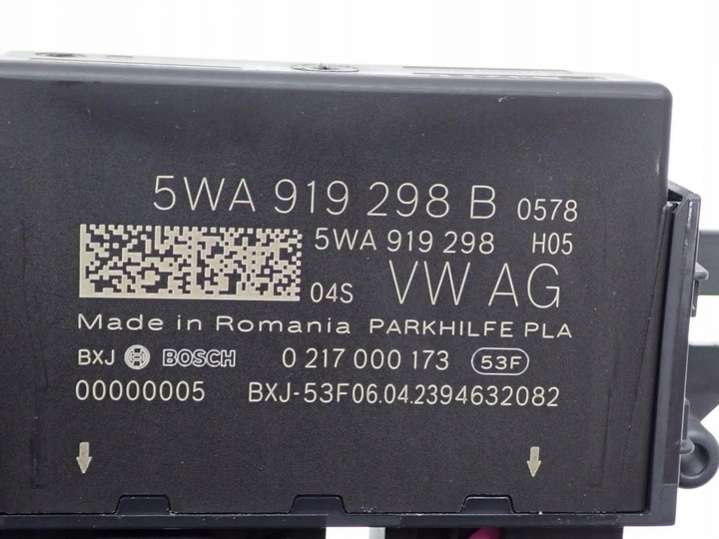 5WA 919 298 B 0578
5WA 919 298 H05
04S VW AG
Made in Romania PARKHILFE PLA
BXJ BOSCH 0 217 000 173 53F
00000005 BXJ-53F06.04.2394632082